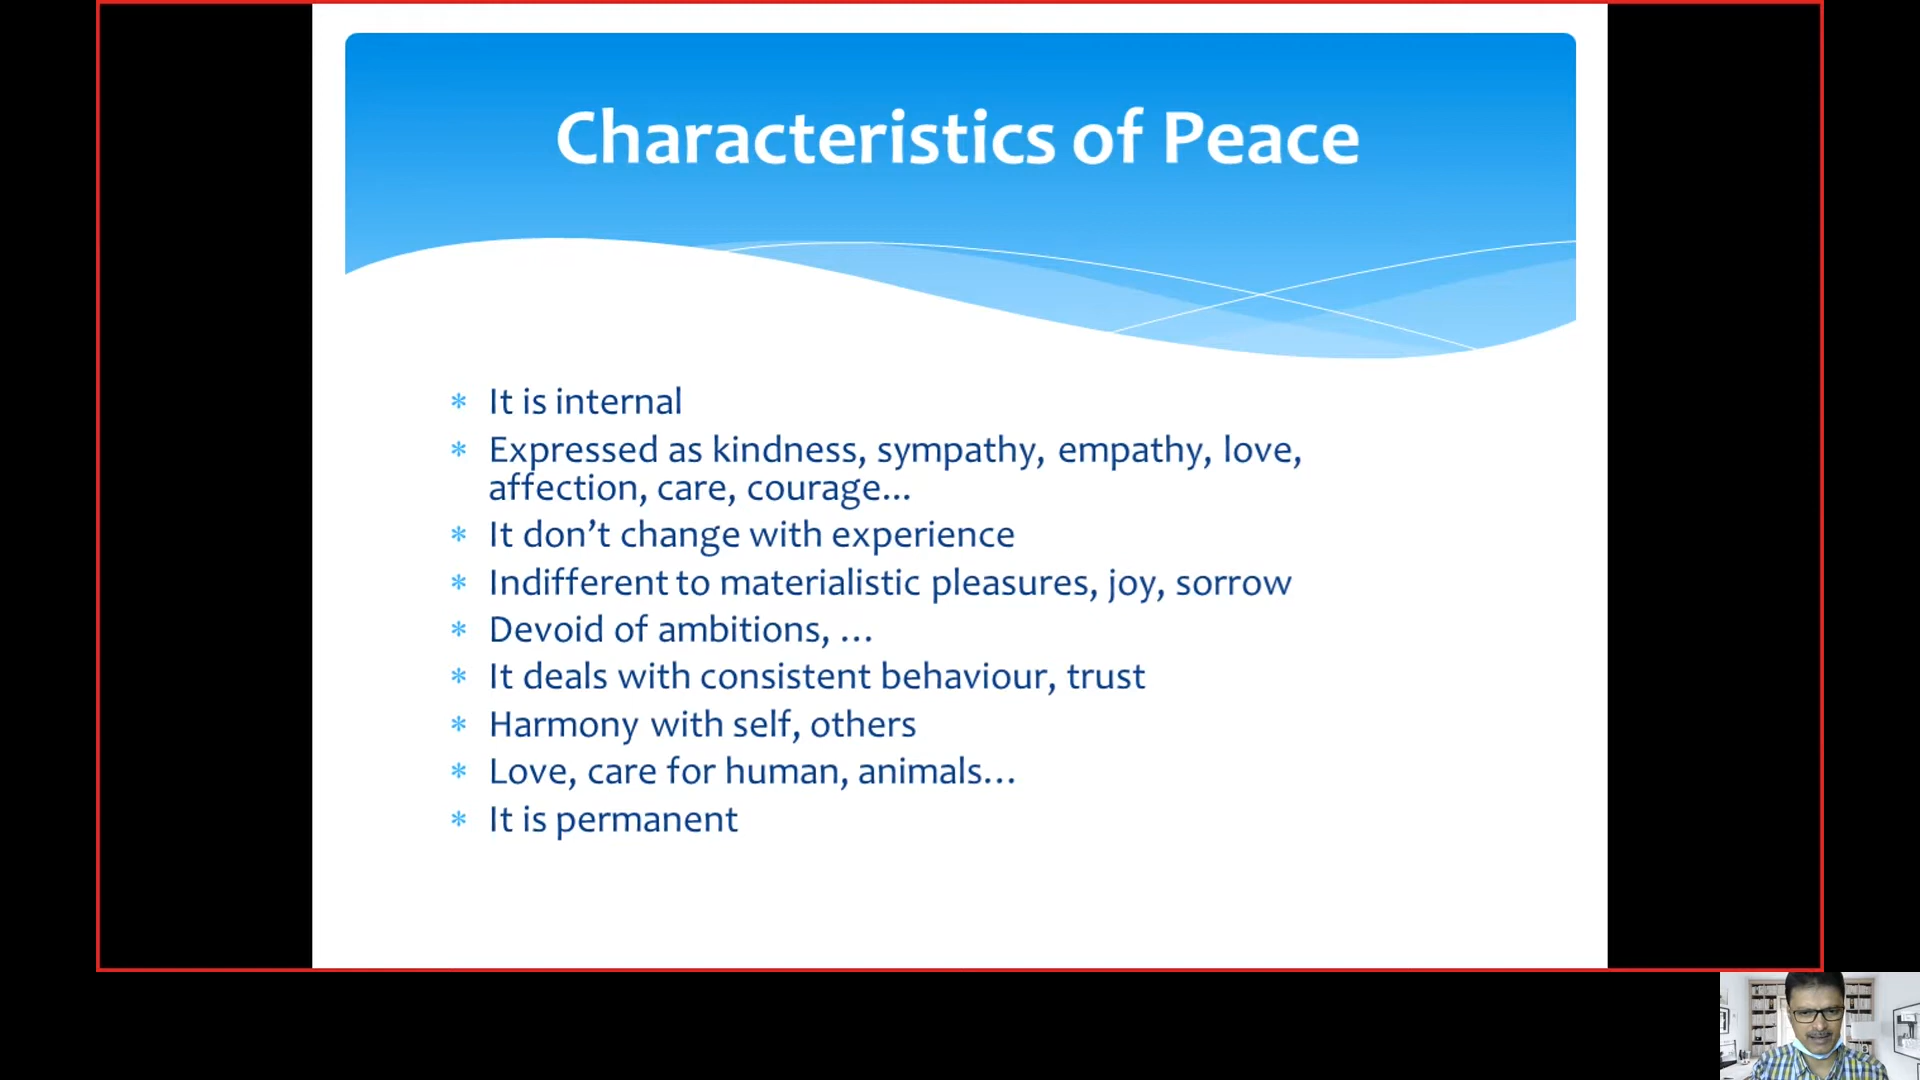 Characteristics of Peace
* It is internal
* Expressed as kindness, sympathy, empathy, love,
affection, care, courage...
* It don’t change with experience
* Indifferent to materialistic pleasures, joy, sorrow
* Devoid of ambitions, …
* It deals with consistent behaviour, trust
* Harmony with self, others
* Love, care for human, animals…
* It is permanent